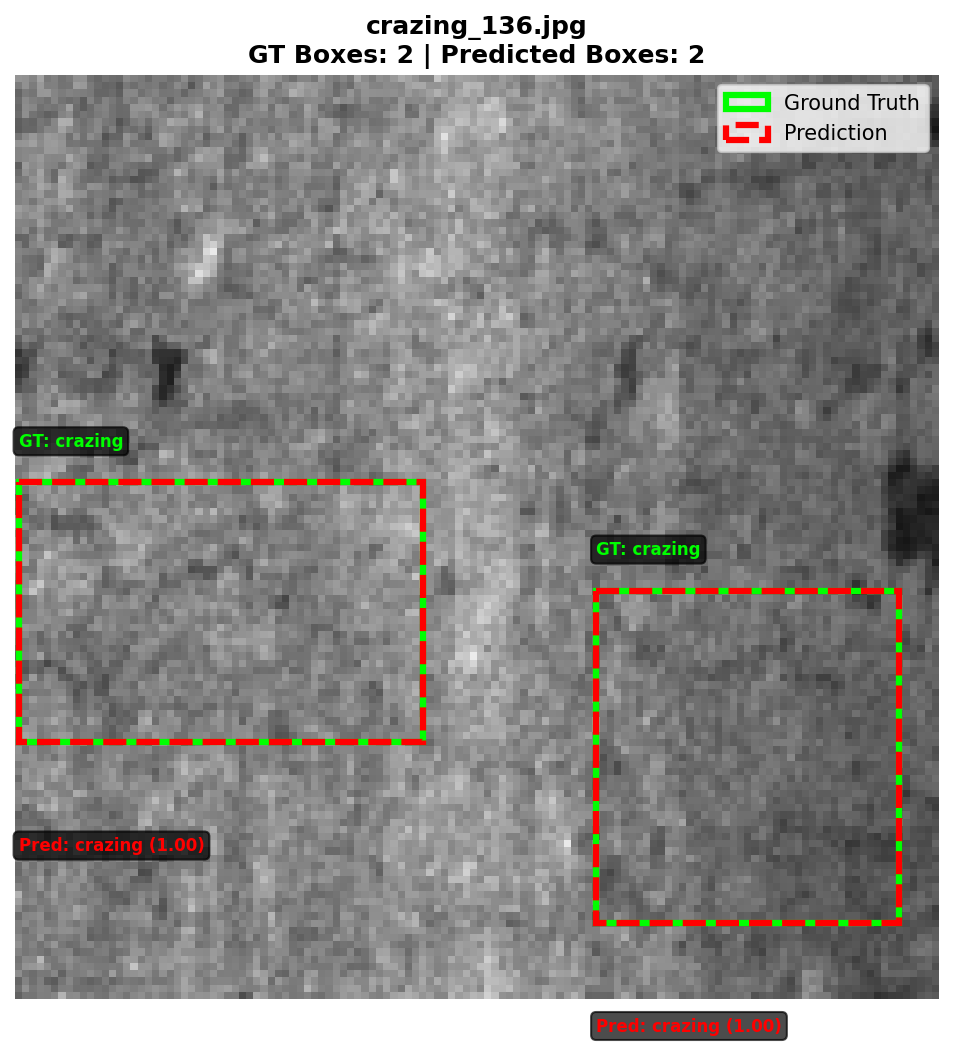 crazing_136.jpg
GT Boxes: 2 | Predicted Boxes: 2
Ground Truth
Prediction
GT: crazing
GT: crazing
Pred: crazing (1.00)
Pred: crazing (1.00)